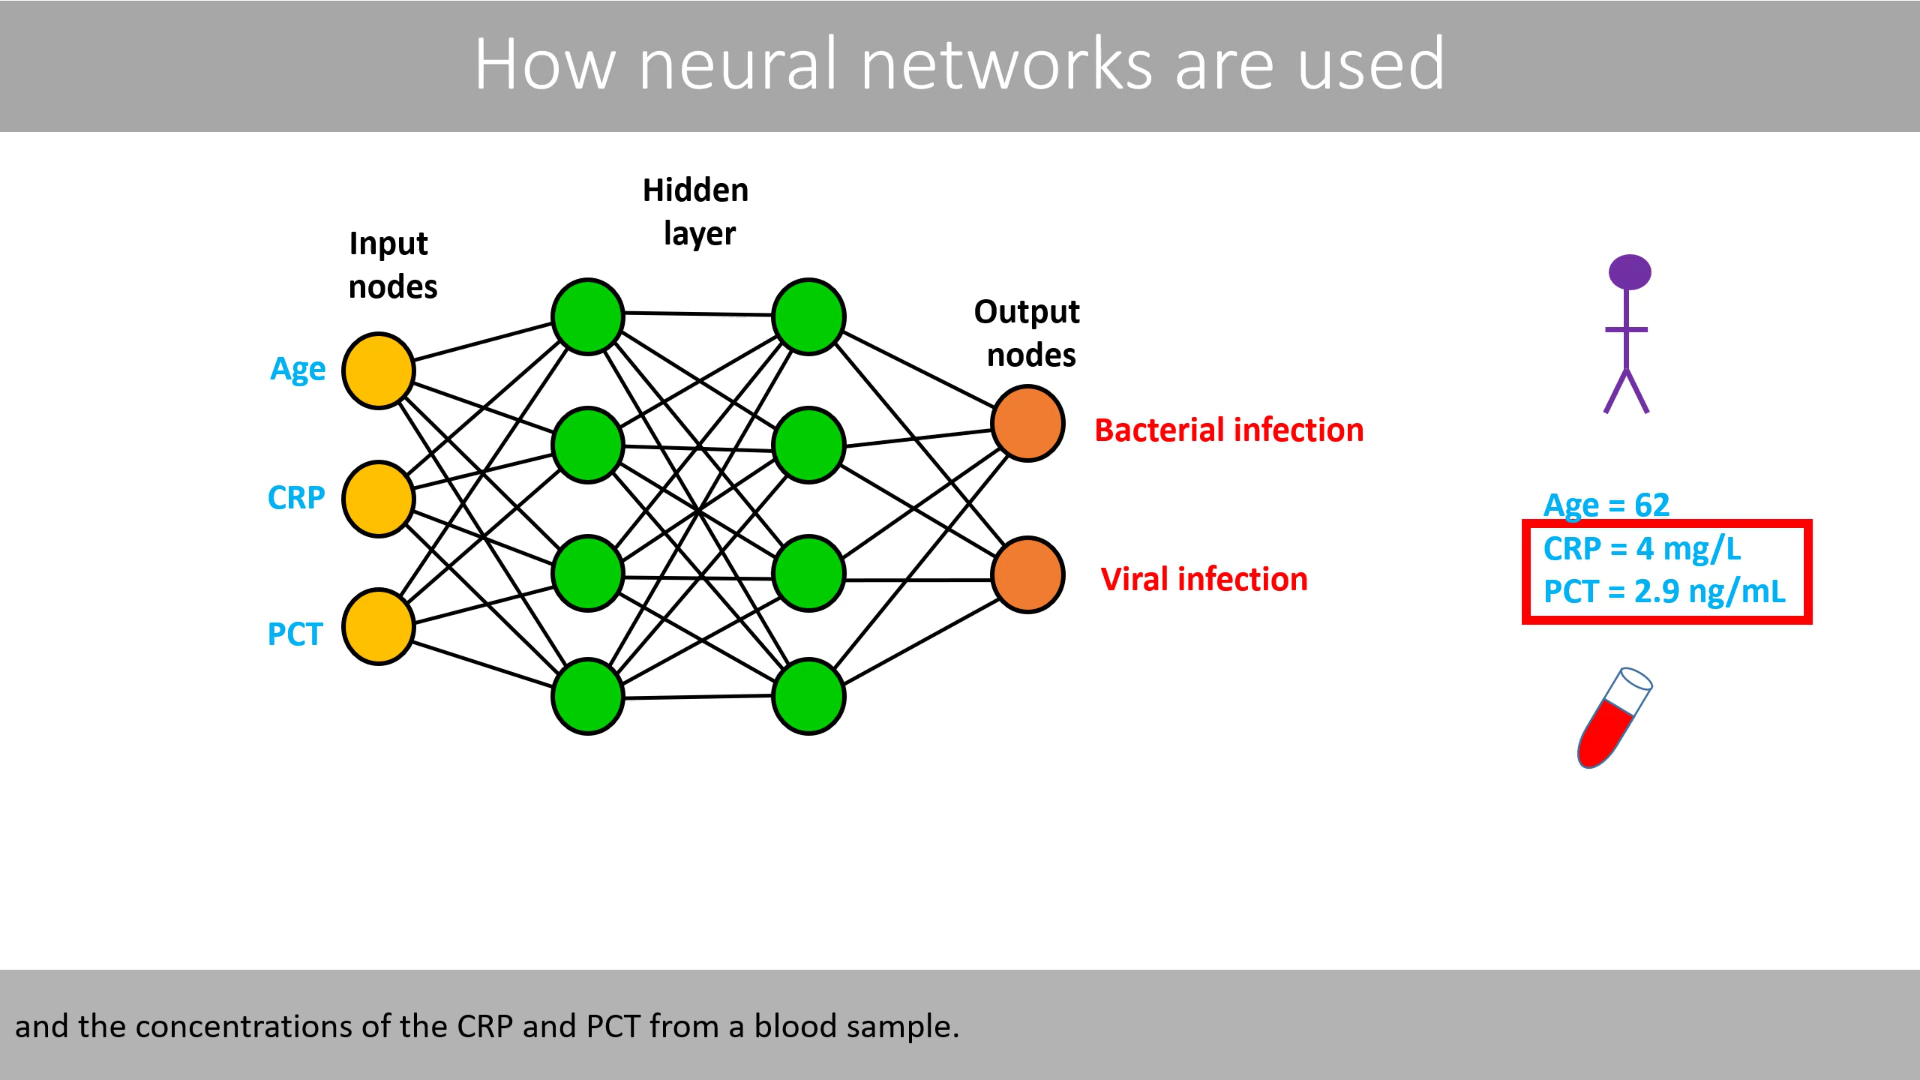 How neural networks are used
Hidden
layer
Input
nodes
Output
nodes
Age
CRP
PCT
Bacterial infection
Viral infection
Age = 62
CRP = 4 mg/L
PCT = 2.9 ng/mL
and the concentrations of the CRP and PCT from a blood sample.